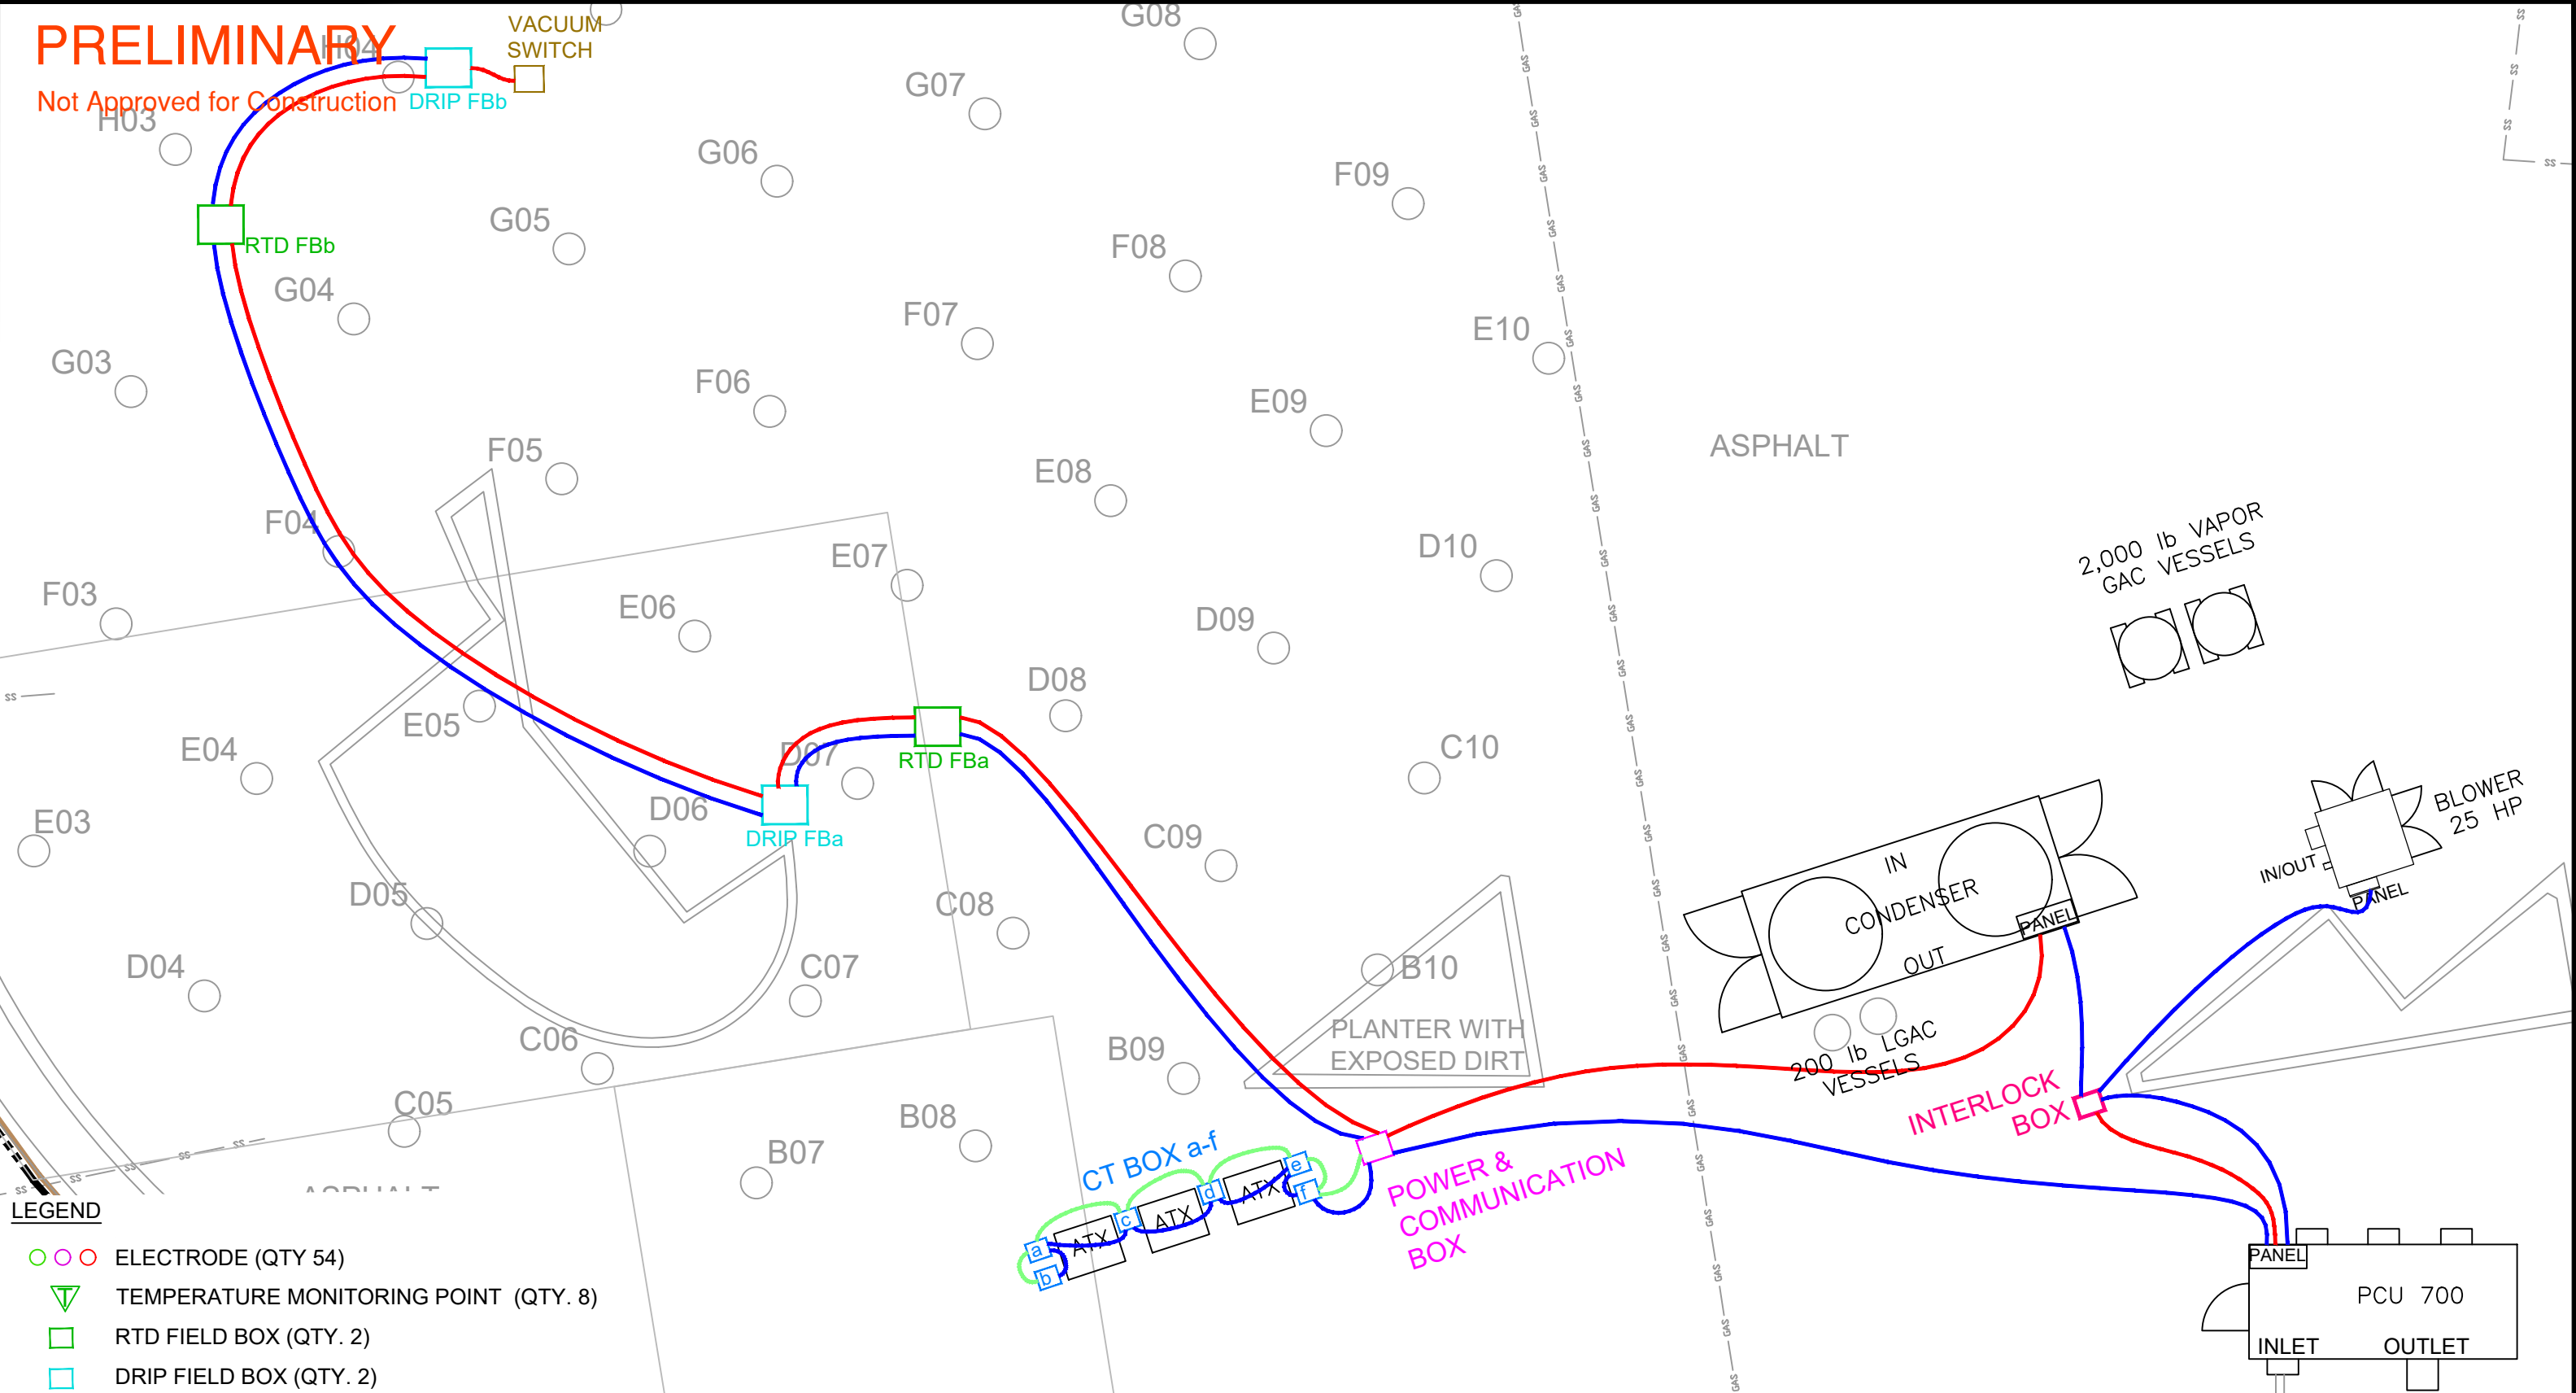 PRELIMINARY
Not Approved for Construction
VACUUM
SWITCH
H04
DRIP FBb
H03
G08
G07
G06
G05
G04
G03
RTD FBb
F09
F08
F07
F06
F05
F04
F03
E10
E09
E08
E07
E06
E05
E04
E03
D10
D09
D08
D07
D06
D05
D04
RTD FBa
DRIP FBa
C10
C09
C08
C07
C06
C05
B10
B09
B08
B07
ASPHALT
PLANTER WITH
EXPOSED DIRT
GAS
SS
2,000 lb VAPOR
GAC VESSELS
BLOWER
25 HP
IN/OUT
PANEL
IN
CONDENSER
OUT
PANEL
200 lb LGAC
VESSELS
INTERLOCK
BOX
CT BOX a-f
a
b
c
d
e
f
ATX
ATX
ATX
POWER &
COMMUNICATION
BOX
PANEL
PCU 700
INLET
OUTLET
ASPHALT
LEGEND
ELECTRODE (QTY 54)
T
TEMPERATURE MONITORING POINT (QTY. 8)
RTD FIELD BOX (QTY. 2)
DRIP FIELD BOX (QTY. 2)